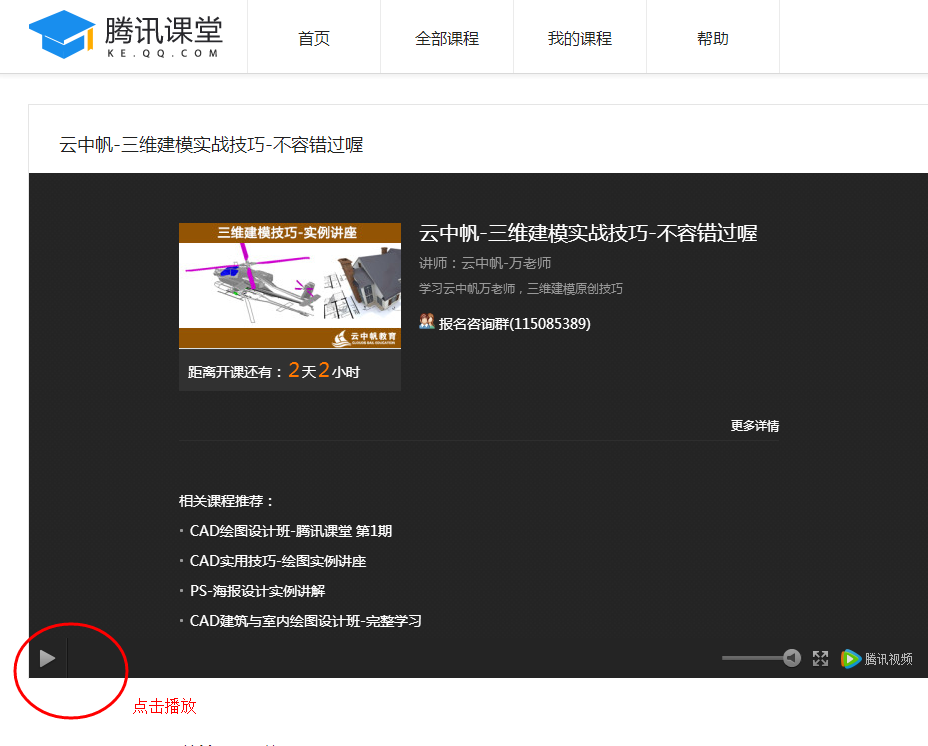 腾讯课堂
KE.QQ.COM
首页 全部课程 我的课程 帮助
云中帆-三维建模实战技巧-不容错过喔
三维建模技巧-实例讲座
云中帆教育
距离开课还有：2天2小时
云中帆-三维建模实战技巧-不容错过喔
讲师：云中帆-万老师
学习云中帆万老师，三维建模原创技巧
报名咨询群(115085389)
更多详情
相关课程推荐：
· CAD绘图设计班-腾讯课堂 第1期
· CAD实用技巧-绘图实例讲座
· PS-海报设计实例讲解
· CAD建筑与室内绘图设计班-完整学习
腾讯视频
点击播放